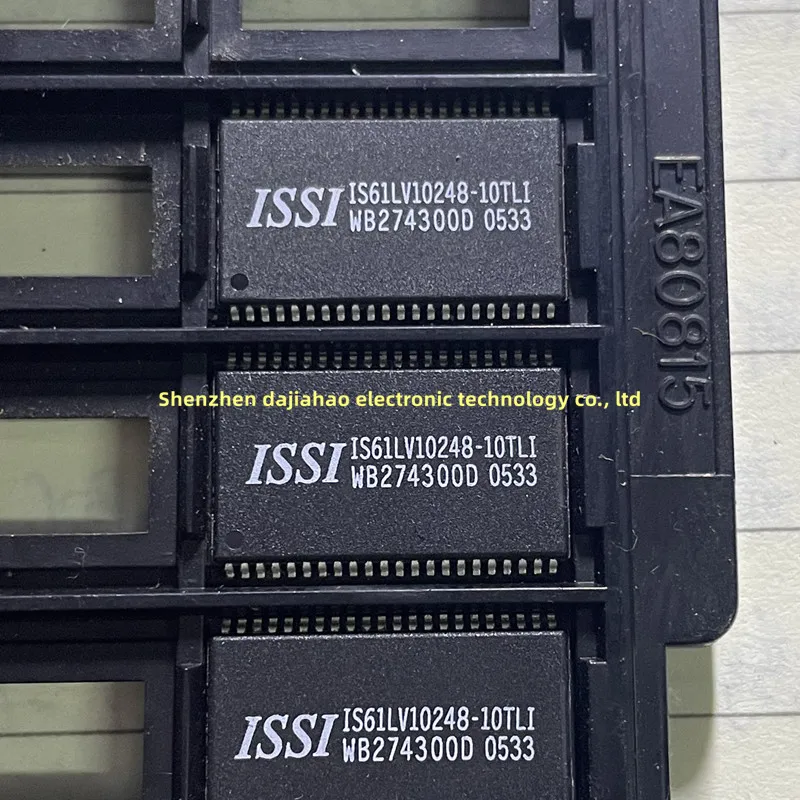 ISSI IS61LV10248-10TLI
WB274300D 0533
EA80815
Shenzhen dajiahao electronic technology co., ltd
ISSI IS61LV10248-10TLI
WB274300D 0533
ISSI IS61LV10248-10TLI
WB274300D 0533